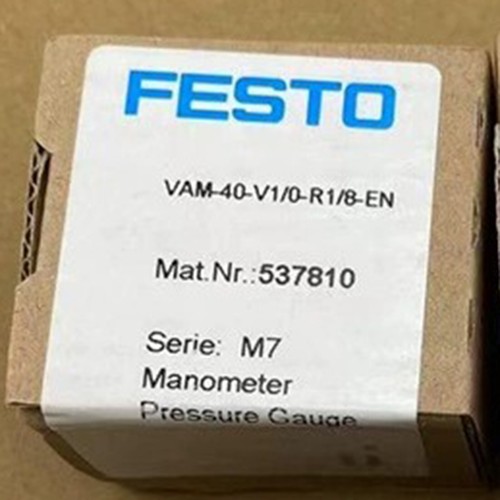 FESTO
VAM-40-V1/0-R1/8-EN
Mat.Nr.:537810
Serie: M7
Manometer
Pressure Gauge